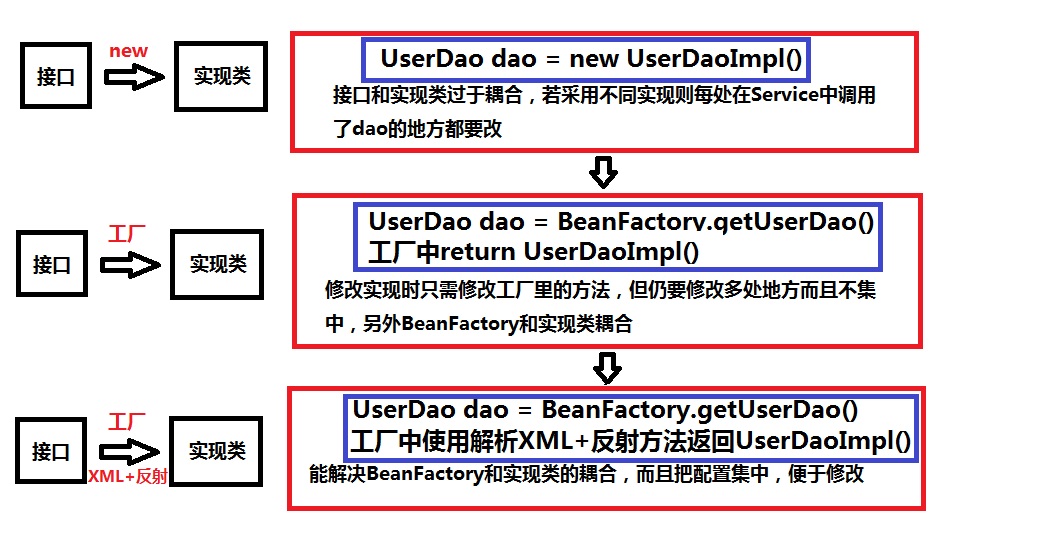 new
接口
实现类
UserDao dao = new UserDaoImpl()
接口和实现类过于耦合，若采用不同实现则每处在Service中调用
了dao的地方都要改
工厂
接口
实现类
UserDao dao = BeanFactory.getUserDao()
工厂中return UserDaoImpl()
修改实现时只需修改工厂里的方法，但仍要修改多处地方而且不集
中，另外BeanFactory和实现类耦合
工厂
接口
实现类
XML+反射
UserDao dao = BeanFactory.getUserDao()
工厂中使用解析XML+反射方法返回UserDaoImpl()
能解决BeanFactory和实现类的耦合，而且把配置集中，便于修改